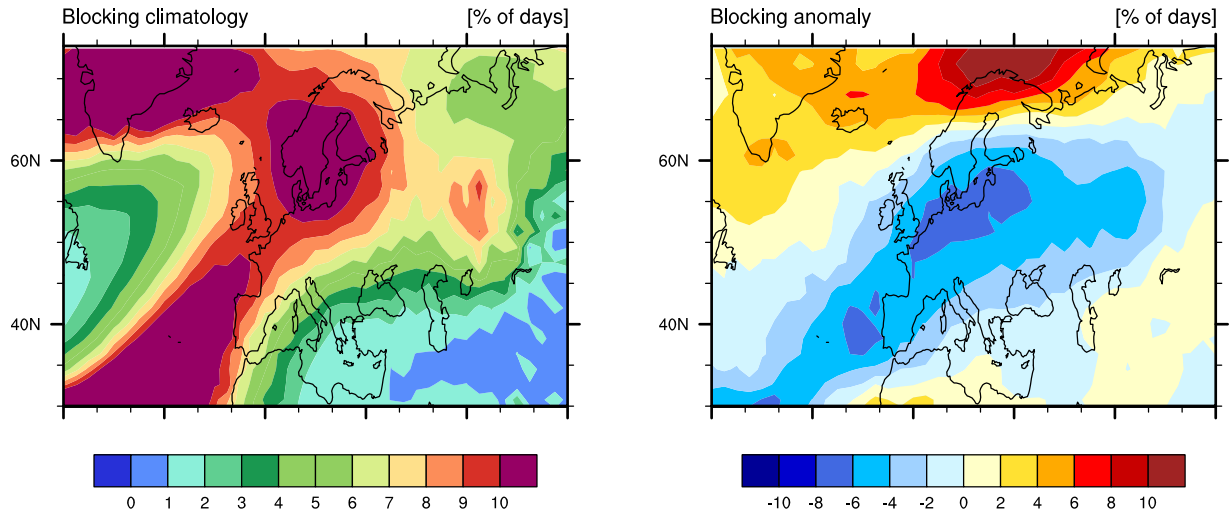 Blocking climatology [% of days]
60N
40N
0 1 2 3 4 5 6 7 8 9 10
Blocking anomaly [% of days]
60N
40N
-10 -8 -6 -4 -2 0 2 4 6 8 10